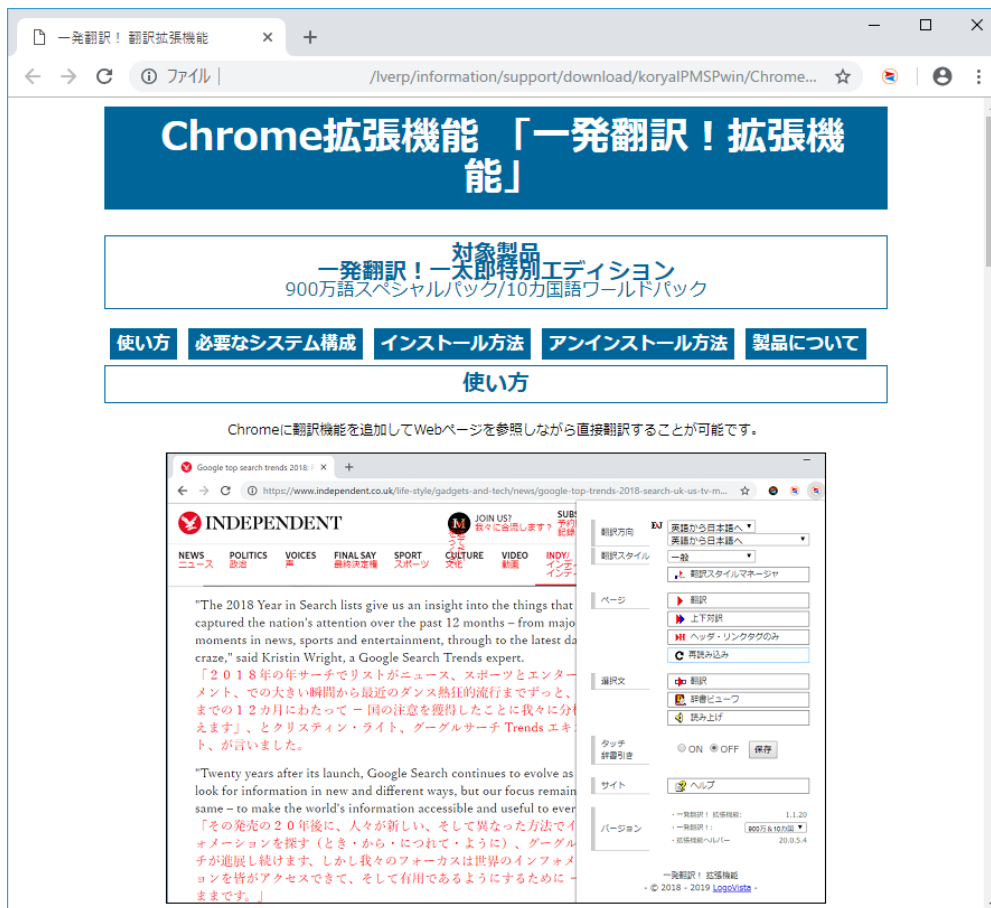 一発翻訳！ 翻訳拡張機能
ファイル | /lverp/information/support/download/koryalPMSPwin/Chrome...
Chrome拡張機能 「一発翻訳！拡張機
能」
対象製品
一発翻訳！一太郎特別エディション
900万語スペシャルパック/10カ国語ワールドパック
使い方 必要なシステム構成 インストール方法 アンインストール方法 製品について
使い方
Chromeに翻訳機能を追加してWebページを参照しながら直接翻訳することが可能です。
Google top search trends 2018:
https://www.independent.co.uk/life-style/gadgets-and-tech/news/google-top-trends-2018-search-uk-us-tv-m...
INDEPENDENT
M
JOIN US?
我々に合流します？
SUBS
予約
記録
NEWS POLITICS VOICES FINAL SAY SPORT CULTURE VIDEO INDY/
ニュース 政治 声 最終決定権 スポーツ 文化 動画 インディ
インディ
"The 2018 Year in Search lists give us an insight into the things that
captured the nation's attention over the past 12 months – from majo
moments in news, sports and entertainment, through to the latest da
craze," said Kristin Wright, a Google Search Trends expert.
「２０１８年の年サーチでリストがニュース、スポーツとエンター
メント、での大きい瞬間から最近のダンス熱狂的流行までずっと、
までの１２カ月にわたって － 国の注意を獲得したことに我々に分
えます」、とクリスティン・ライト、グーグルサーチ Trends エキ
ト、が言いました。
"Twenty years after its launch, Google Search continues to evolve as
look for information in new and different ways, but our focus remain
same – to make the world's information accessible and useful to ever
「その発売の２０年後に、人々が新しい、そして異なった方法でイ
ォメーションを探す（とき・から・につれて・ように）、グーグル
チが進展し続けます、しかし我々のフォーカスは世界のインフォメ
ョンを皆がアクセスできて、そして有用であるようにするために －
ままです。」
翻訳方向 EJ 英語から日本語へ
英語から日本語へ
翻訳スタイル 一般
翻訳スタイルマネージャ
ページ 翻訳
上下対訳
ヘッダ・リンクタグのみ
再読み込み
選択文 翻訳
辞書ビューワ
読み上げ
タッチ
辞書引き ON OFF 保存
サイト ヘルプ
バージョン
・一発翻訳！ 拡張機能: 1.1.20
・一発翻訳！: 900万&10カ国
・拡張機能ヘルパー 20.0.5.4
一発翻訳！ 拡張機能
- © 2018 - 2019 LogoVista -